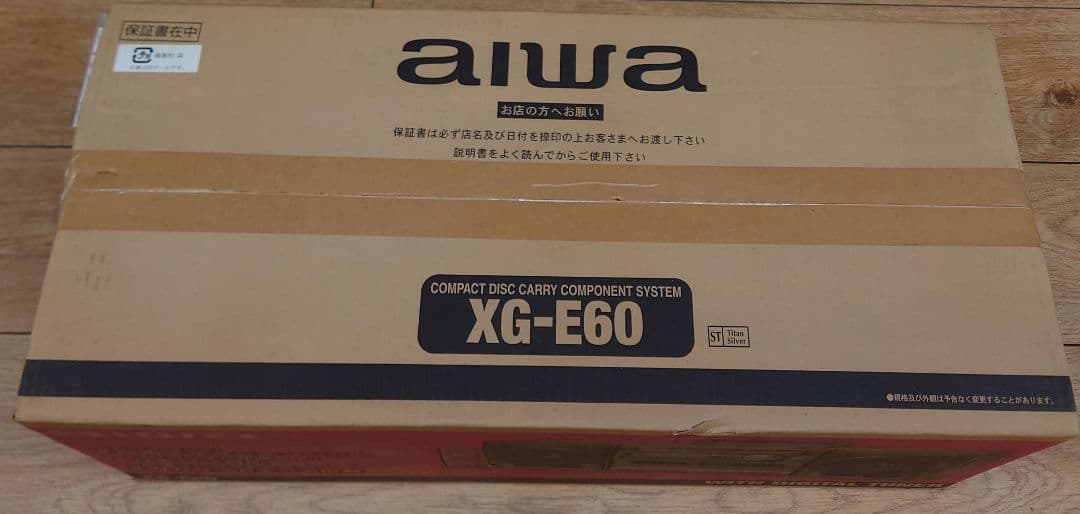 保証書在中
aiwa
お店の方へお願い
保証書は必ず店名及び日付を捺印の上お客さまへお渡し下さい
説明書をよく読んでからご使用下さい
COMPACT DISC CARRY COMPONENT SYSTEM
XG-E60
ST Titan Silver
●規格及び外観は予告なく変更することがあります。
WITH DIGITAL TUNER